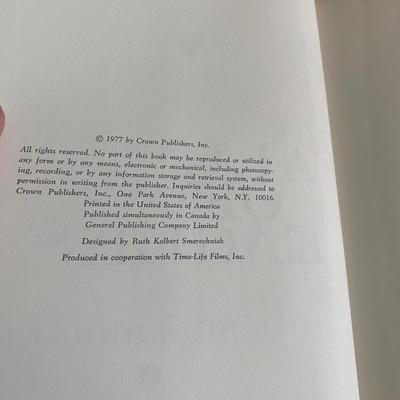 © 1977 by Crown Publishers, Inc.
All rights reserved. No part of this book may be reproduced or utilized in
any form or by any means, electronic or mechanical, including photocopy-
ing, recording, or by any information storage and retrieval system, without
permission in writing from the publisher. Inquiries should be addressed to
Crown Publishers, Inc., One Park Avenue, New York, N.Y. 10016.
Printed in the United States of America
Published simultaneously in Canada by
General Publishing Company Limited
Designed by Ruth Kolbert Smerechniak
Produced in cooperation with Time-Life Films, Inc.